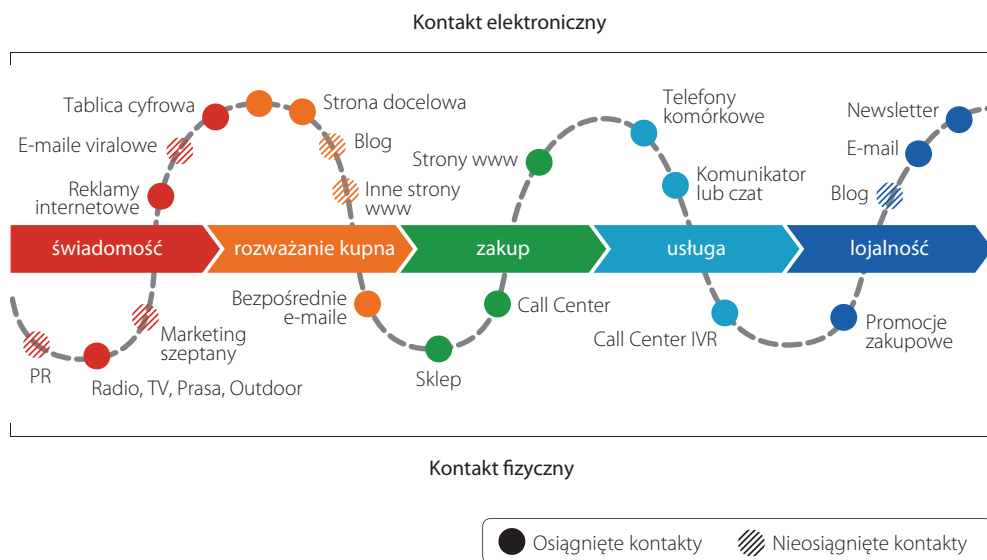 Kontakt elektroniczny
Tablica cyfrowa
Strona docelowa
E-maile viralowe
Blog
Reklamy
internetowe
Inne strony
www
Strony www
Telefony
komórkowe
Komunikator
lub czat
Newsletter
E-mail
Blog
świadomość
rozważanie kupna
zakup
usługa
lojalność
PR
Radio, TV, Prasa, Outdoor
Marketing
szeptany
Bezpośrednie
e-maile
Sklep
Call Center
Call Center IVR
Promocje
zakupowe
Kontakt fizyczny
Osiągnięte kontakty
Nieosiągnięte kontakty